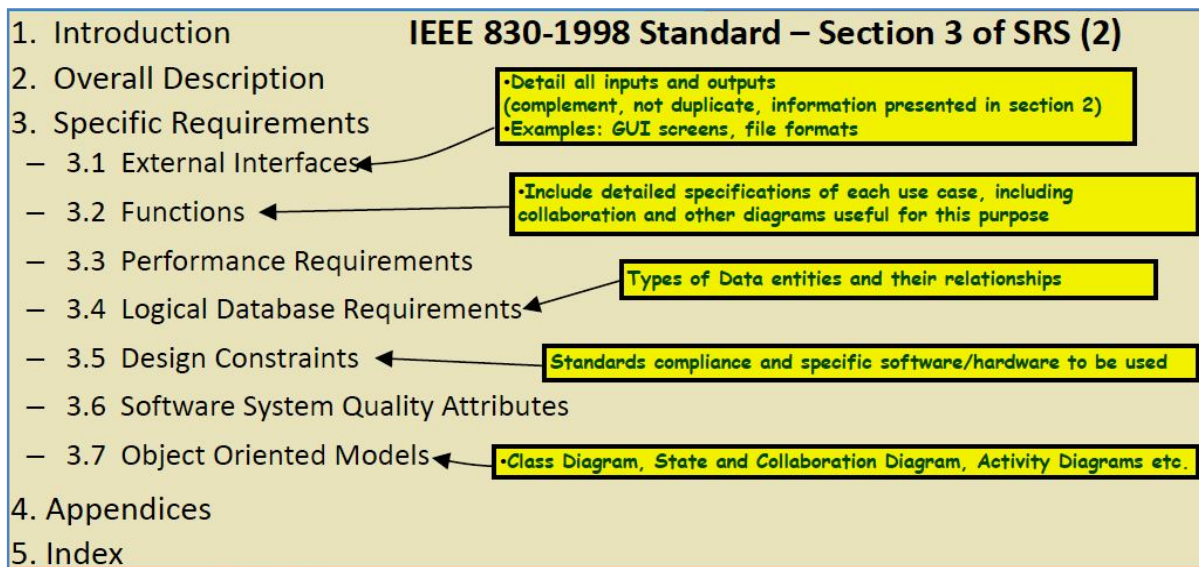 1. Introduction
IEEE 830-1998 Standard – Section 3 of SRS (2)
2. Overall Description
•Detail all inputs and outputs
(complement, not duplicate, information presented in section 2)
•Examples: GUI screens, file formats
3. Specific Requirements
– 3.1 External Interfaces
•Include detailed specifications of each use case, including
collaboration and other diagrams useful for this purpose
– 3.2 Functions
– 3.3 Performance Requirements
Types of Data entities and their relationships
– 3.4 Logical Database Requirements
– 3.5 Design Constraints
Standards compliance and specific software/hardware to be used
– 3.6 Software System Quality Attributes
– 3.7 Object Oriented Models
•Class Diagram, State and Collaboration Diagram, Activity Diagrams etc.
4. Appendices
5. Index